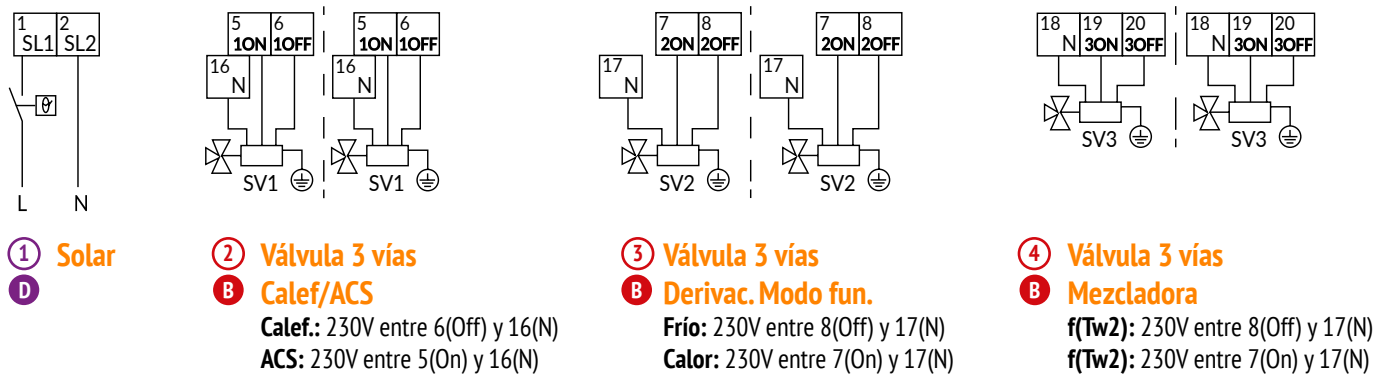 1 2
SL1 SL2
L N
5 6
1ON 1OFF
16
N
SV1
5 6
1ON 1OFF
16
N
SV1
7 8
2ON 2OFF
17
N
SV2
7 8
2ON 2OFF
17
N
SV2
18 19 20
N 3ON 3OFF
SV3
18 19 20
N 3ON 3OFF
SV3
1 Solar
D
2 Válvula 3 vías
B Calef/ACS
Calef.: 230V entre 6(Off) y 16(N)
ACS: 230V entre 5(On) y 16(N)
3 Válvula 3 vías
B Derivac. Modo fun.
Frío: 230V entre 8(Off) y 17(N)
Calor: 230V entre 7(On) y 17(N)
4 Válvula 3 vías
B Mezcladora
f(Tw2): 230V entre 8(Off) y 17(N)
f(Tw2): 230V entre 7(On) y 17(N)